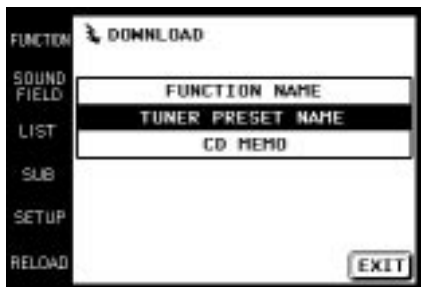 FUNCTION
SOUND
FIELD
LIST
SUB
SETUP
RELOAD
DOWNLOAD
FUNCTION NAME
TUNER PRESET NAME
CD MEMO
EXIT